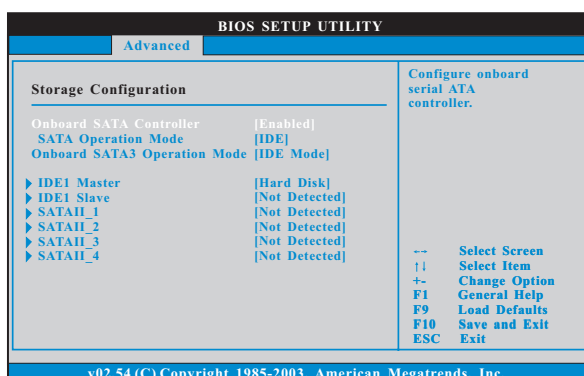 BIOS SETUP UTILITY
Advanced
Storage Configuration
Onboard SATA Controller [Enabled]
SATA Operation Mode [IDE]
Onboard SATA3 Operation Mode [IDE Mode]
IDE1 Master [Hard Disk]
IDE1 Slave [Not Detected]
SATAII_1 [Not Detected]
SATAII_2 [Not Detected]
SATAII_3 [Not Detected]
SATAII_4 [Not Detected]
Configure onboard
serial ATA
controller.
←→ Select Screen
↑↓ Select Item
+- Change Option
F1 General Help
F9 Load Defaults
F10 Save and Exit
ESC Exit
v02.54 (C) Copyright 1985-2003, American Megatrends, Inc.